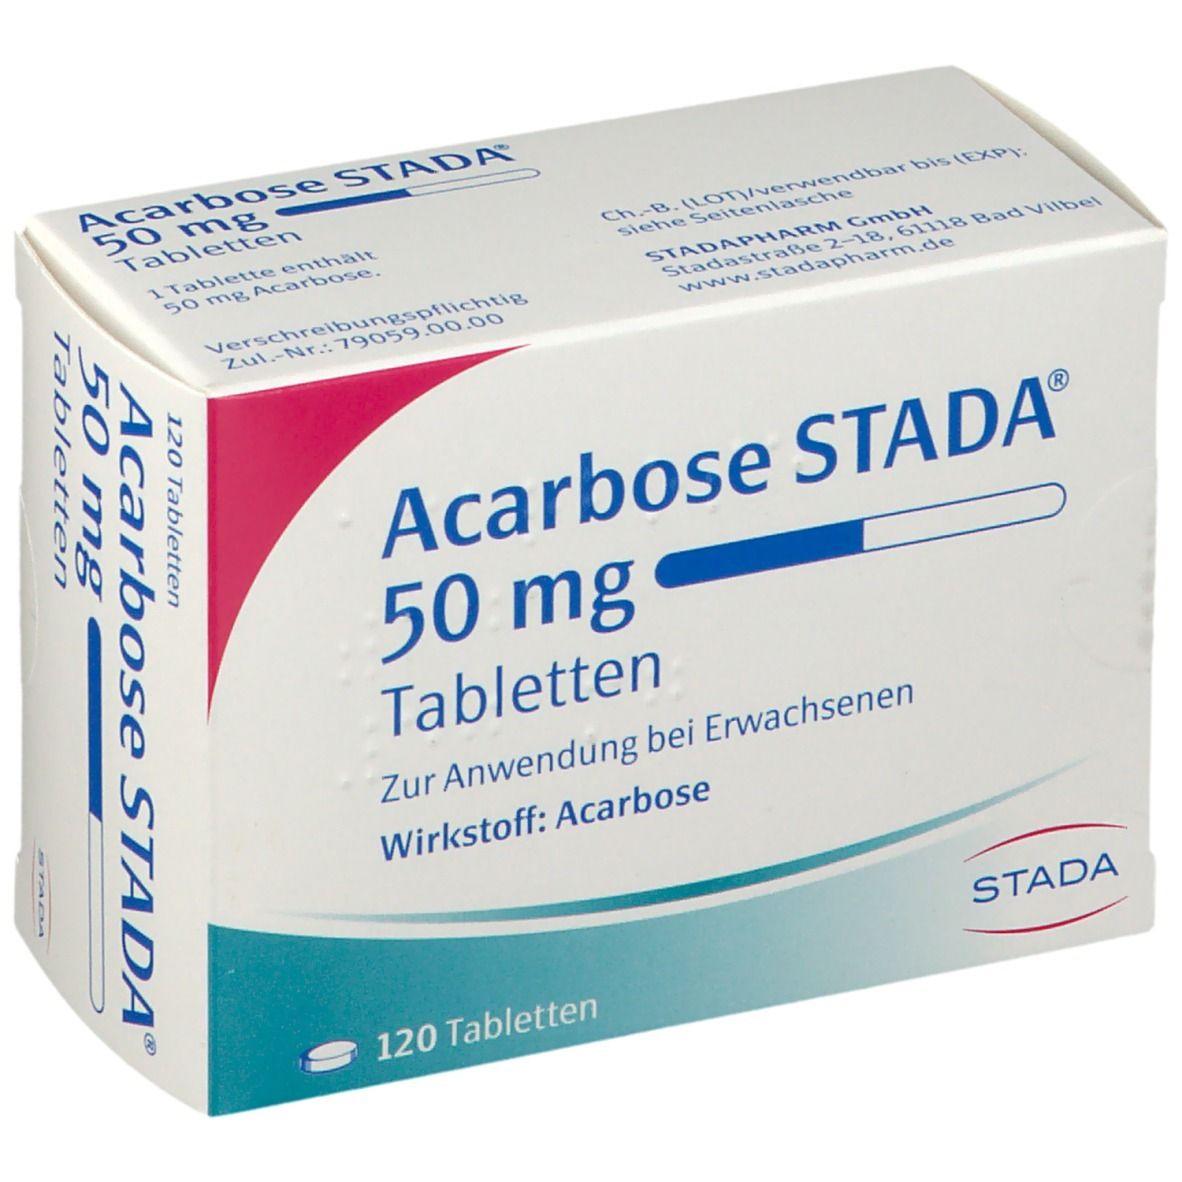 Acarbose STADA®
50 mg
Tabletten
1 Tablette enthält
50 mg Acarbose.
Verschreibungspflichtig
Zul.-Nr.: 79059.00.00
Ch.-B. (LOT)/verwendbar bis (EXP):
siehe Seitenlasche
STADAPHARM GmbH
Stadastraße 2–18, 61118 Bad Vilbel
www.stadapharm.de
Acarbose STADA®
50 mg
Tabletten
Zur Anwendung bei Erwachsenen
Wirkstoff: Acarbose
STADA
120 Tabletten
120 Tabletten
Acarbose STADA®
50 mg
Tabletten
STADA